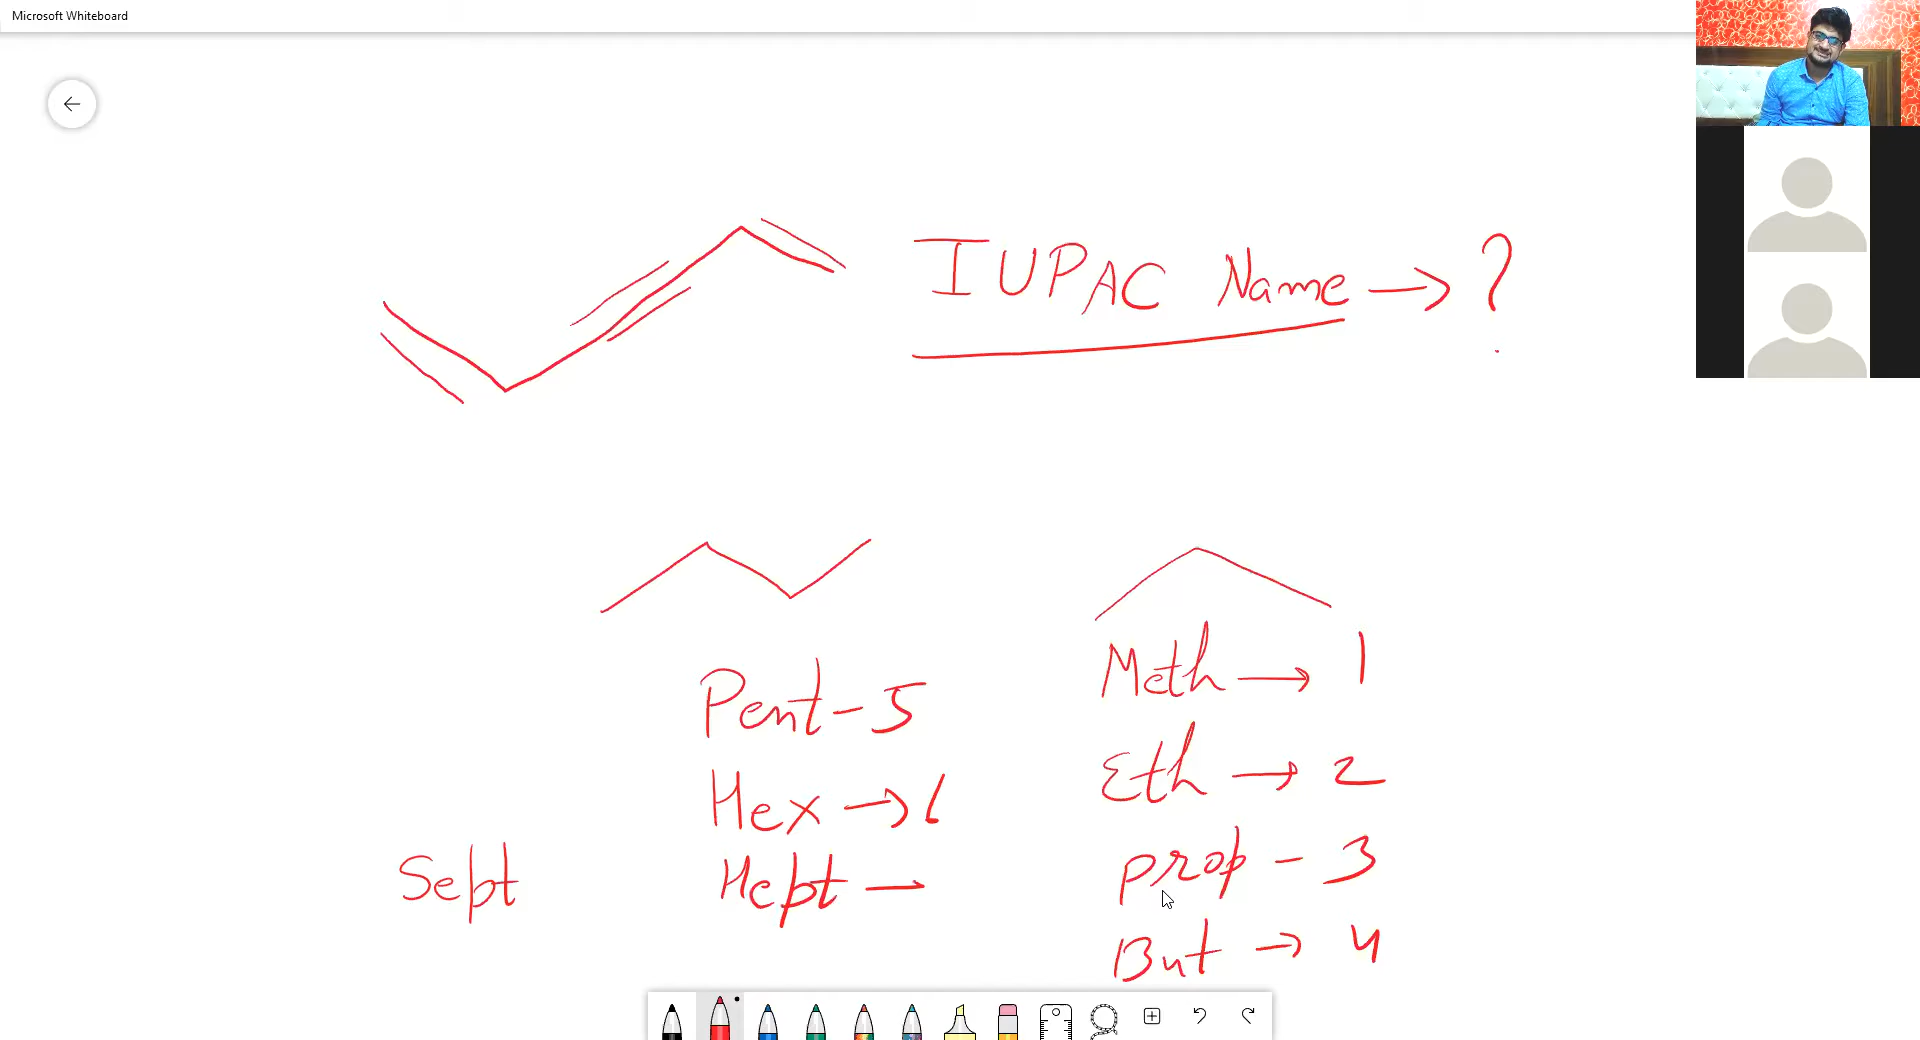 Microsoft Whiteboard
IUPAC Name → ?
Pent - 5
Hex → 6
Hept -
Sept
Meth → 1
Eth → 2
prop - 3
But → 4